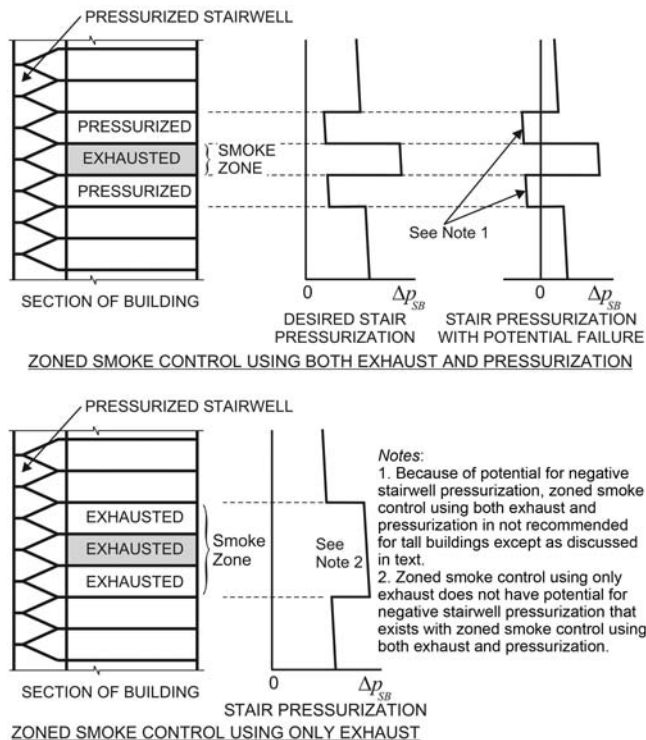 PRESSURIZED STAIRWELL
PRESSURIZED
EXHAUSTED
SMOKE
ZONE
PRESSURIZED
See Note 1
0
Δp_SB
0
Δp_SB
SECTION OF BUILDING
DESIRED STAIR
PRESSURIZATION
STAIR PRESSURIZATION
WITH POTENTIAL FAILURE
ZONED SMOKE CONTROL USING BOTH EXHAUST AND PRESSURIZATION
PRESSURIZED STAIRWELL
EXHAUSTED
EXHAUSTED
EXHAUSTED
Smoke
Zone
See
Note 2
Notes:
1. Because of potential for negative
stairwell pressurization, zoned smoke
control using both exhaust and
pressurization in not recommended
for tall buildings except as discussed
in text.
2. Zoned smoke control using only
exhaust does not have potential for
negative stairwell pressurization that
exists with zoned smoke control using
both exhaust and pressurization.
0
Δp_SB
SECTION OF BUILDING
STAIR PRESSURIZATION
ZONED SMOKE CONTROL USING ONLY EXHAUST